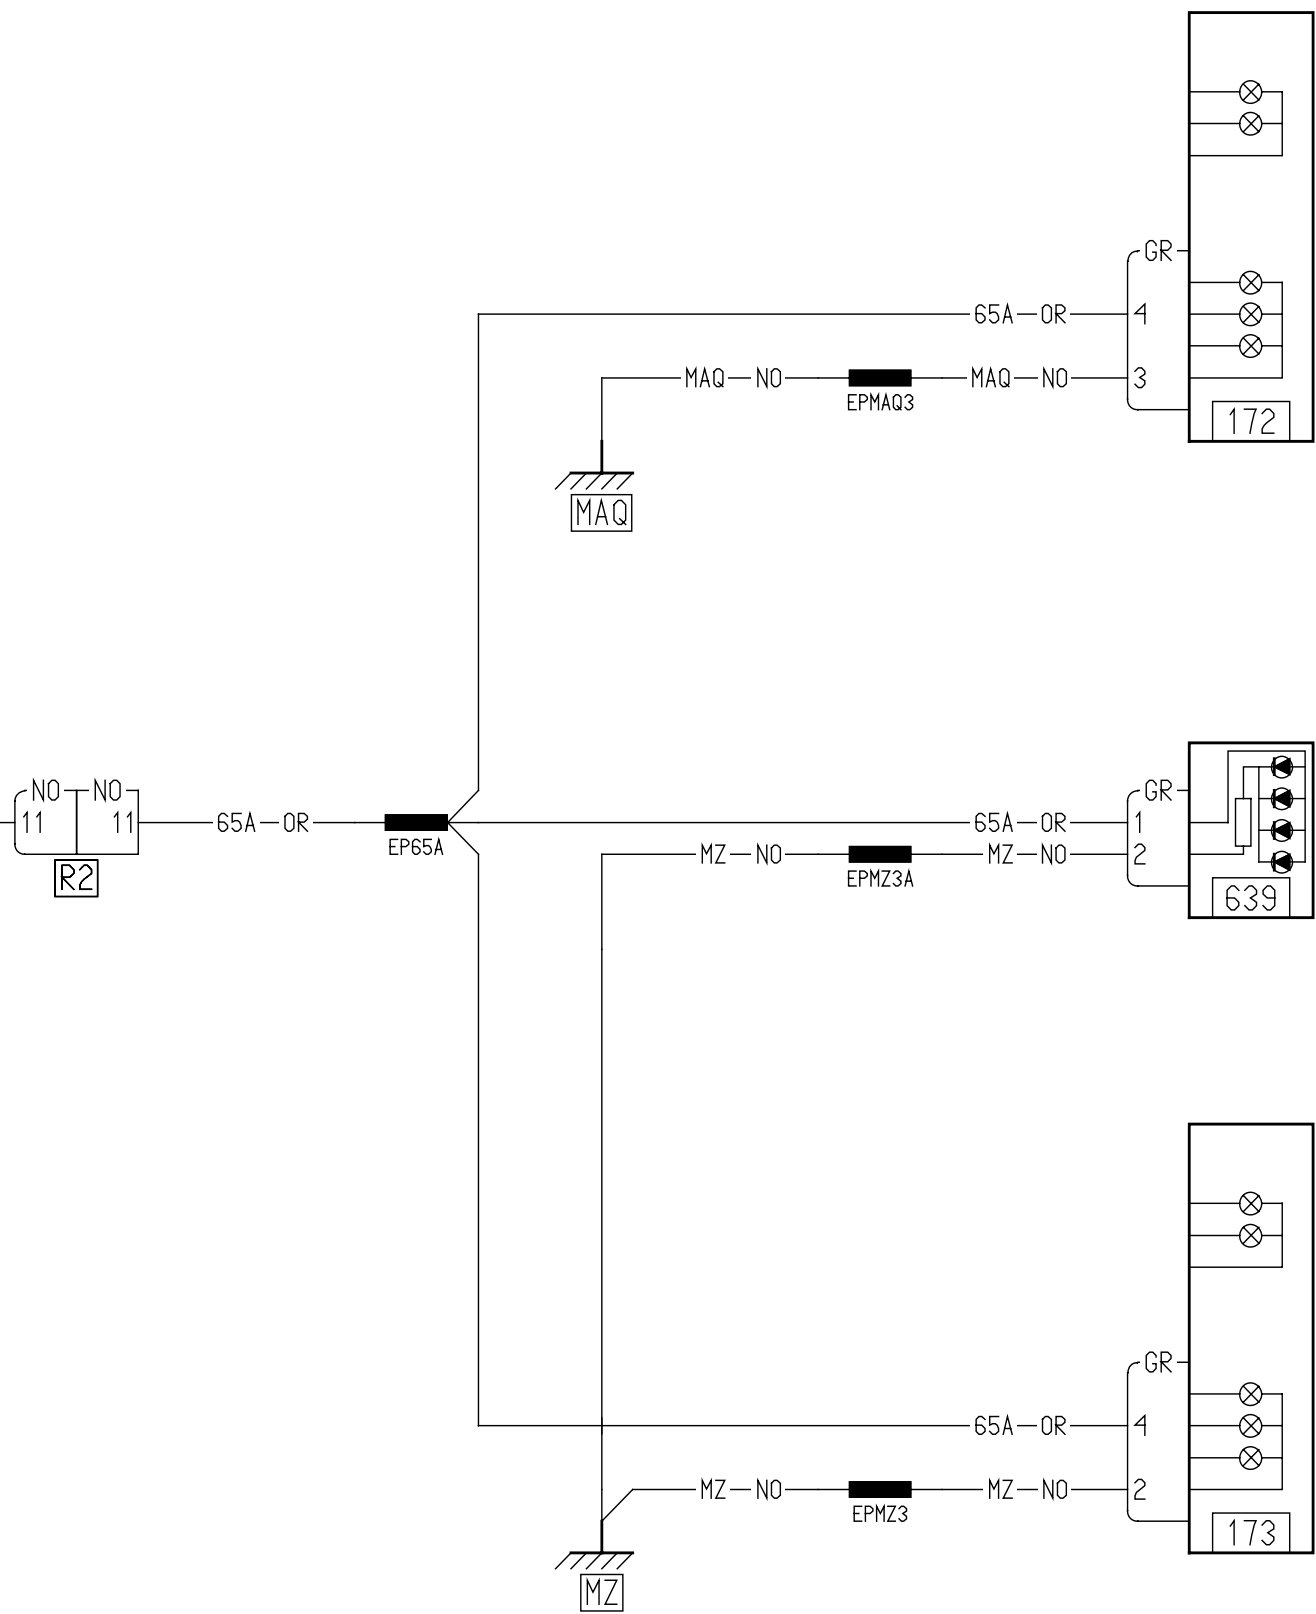 GR
65A OR 4
MAQ NO MAQ NO 3
EPMAQ3
172
MAQ
NO NO GR
11 11 65A OR 65A OR 1
EP65A MZ NO MZ NO 2
R2 EPMZ3A 639
GR
65A OR 4
MZ NO MZ NO 2
EPMZ3
173
MZ